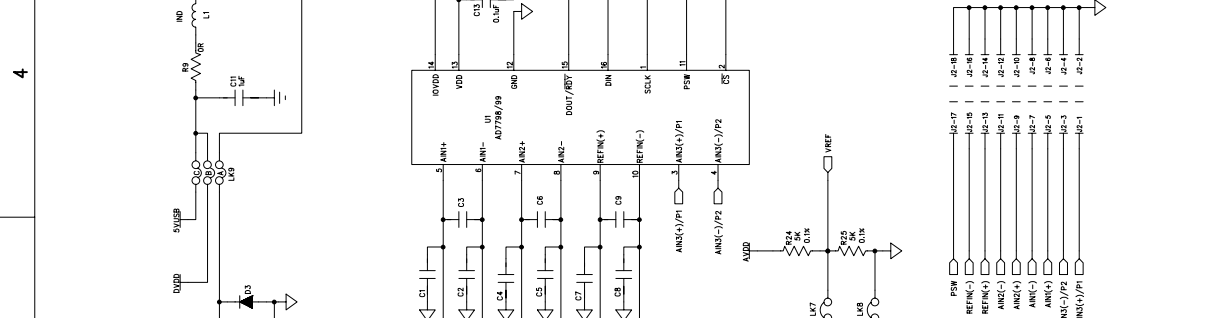 4
IND
L1
R9
0R
C11
1uF
5VUSB
DVDD
C
B
A
LK9
D3
C13
0.1uF
14
13
12
15
16
1
11
2
IOVDD
VDD
GND
DOUT/RDY
DIN
SCLK
PSW
CS
U1
AD7798/99
AIN1+
AIN1-
AIN2+
AIN2-
REFIN(+)
REFIN(-)
AIN3(+)/P1
AIN3(-)/P2
5
6
7
8
9
10
3
4
C3
C6
C9
C1
C2
C4
C5
C7
C8
AIN3(+)/P1
AIN3(-)/P2
AVDD
R24
5K
0.1%
R25
5K
0.1%
VREF
LK7
LK8
J2-18
J2-16
J2-14
J2-12
J2-10
J2-8
J2-6
J2-4
J2-2
J2-17
J2-15
J2-13
J2-11
J2-9
J2-7
J2-5
J2-3
J2-1
PSW
REFIN(-)
REFIN(+)
AIN2(-)
AIN2(+)
AIN1(-)
AIN1(+)
IN3(-)/P2
IN3(+)/P1